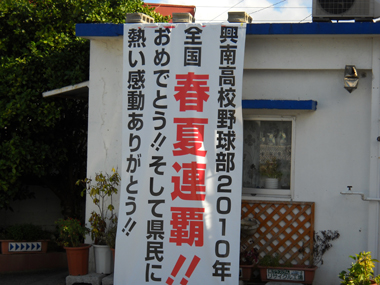 興南高校野球部2010年
全国春夏連覇!!
おめでとう!!そして県民に
熱い感動ありがとう!!